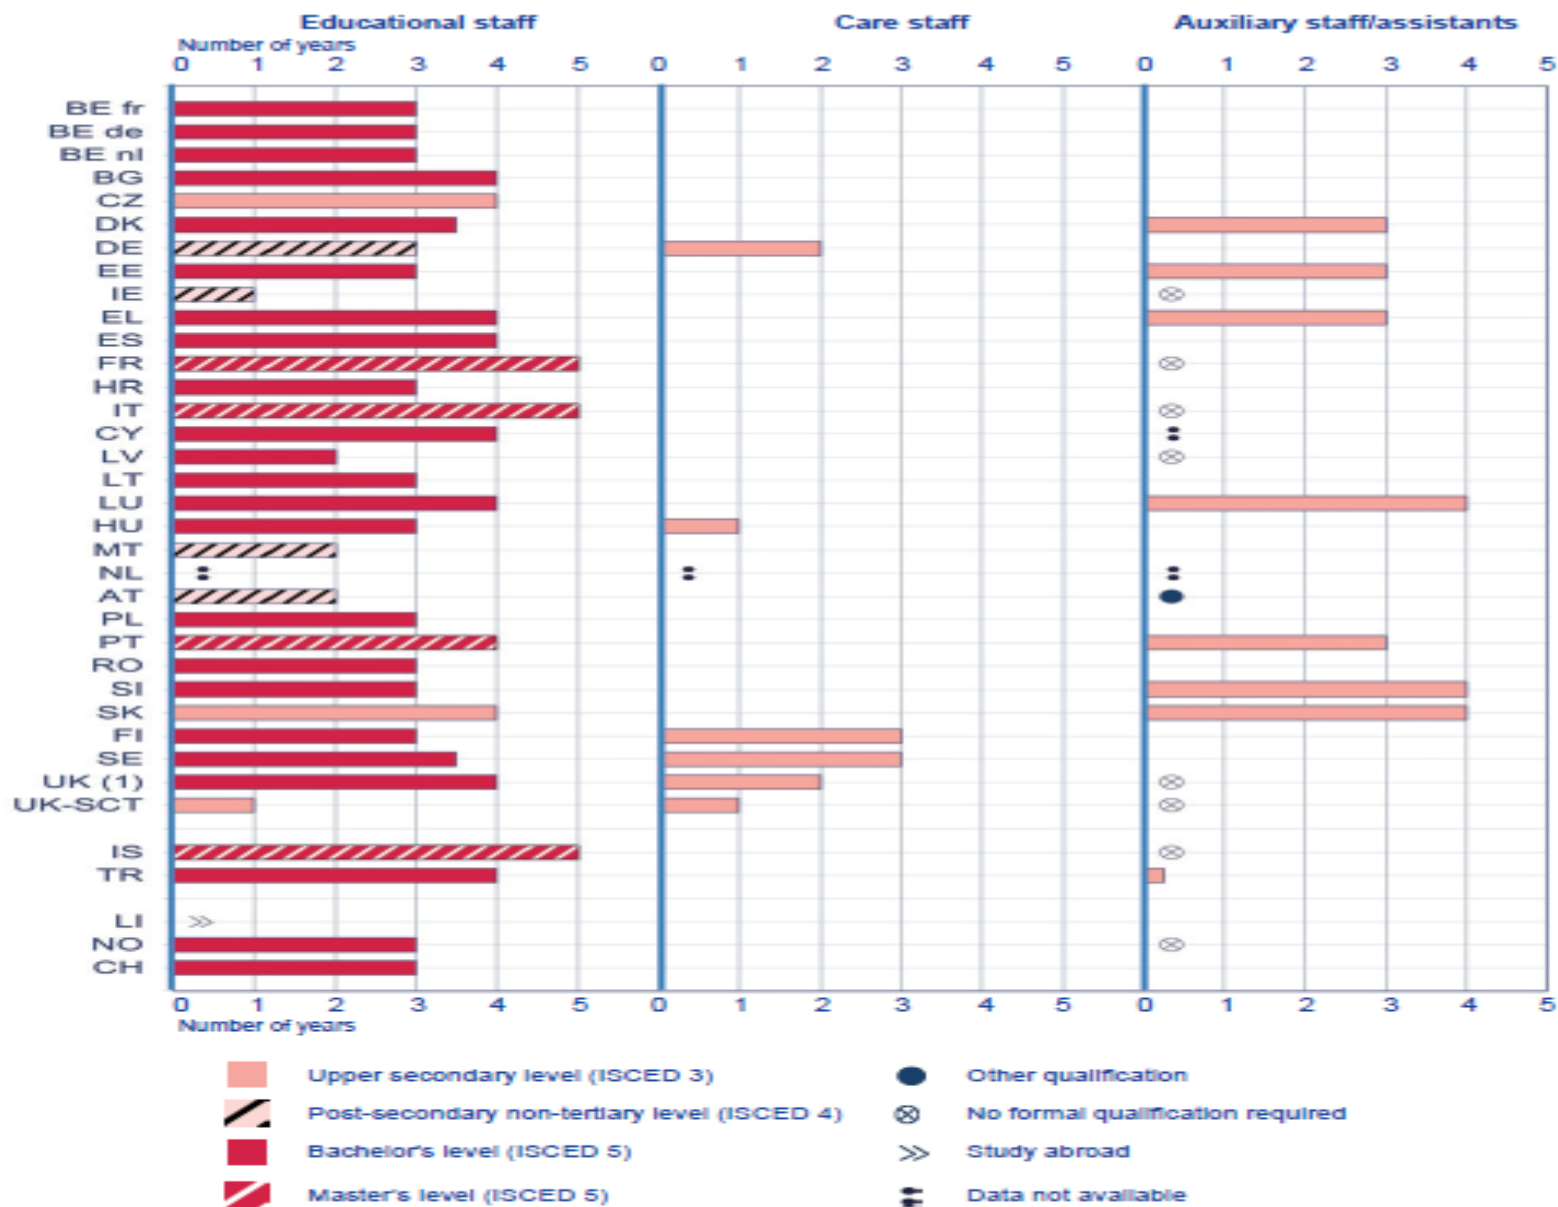 Educational staff Care staff Auxiliary staff/assistants
Number of years
0 1 2 3 4 5 0 1 2 3 4 5 0 1 2 3 4 5
BE fr
BE de
BE nl
BG
CZ
DK
DE
EE
IE
EL
ES
FR
HR
IT
CY
LV
LT
LU
HU
MT
NL
AT
PL
PT
RO
SI
SK
FI
SE
UK (1)
UK-SCT
IS
TR
LI
NO
CH
0 1 2 3 4 5 0 1 2 3 4 5 0 1 2 3 4 5
Number of years
Upper secondary level (ISCED 3) Other qualification
Post-secondary non-tertiary level (ISCED 4) No formal qualification required
Bachelor's level (ISCED 5) Study abroad
Master's level (ISCED 5) Data not available